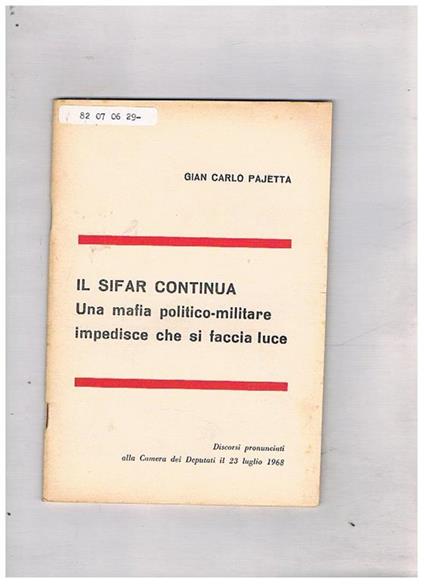 82 07 06 29-
GIAN CARLO PAJETTA
IL SIFAR CONTINUA
Una mafia politico-militare
impedisce che si faccia luce
Discorsi pronunciati
alla Camera dei Deputati il 23 luglio 1968